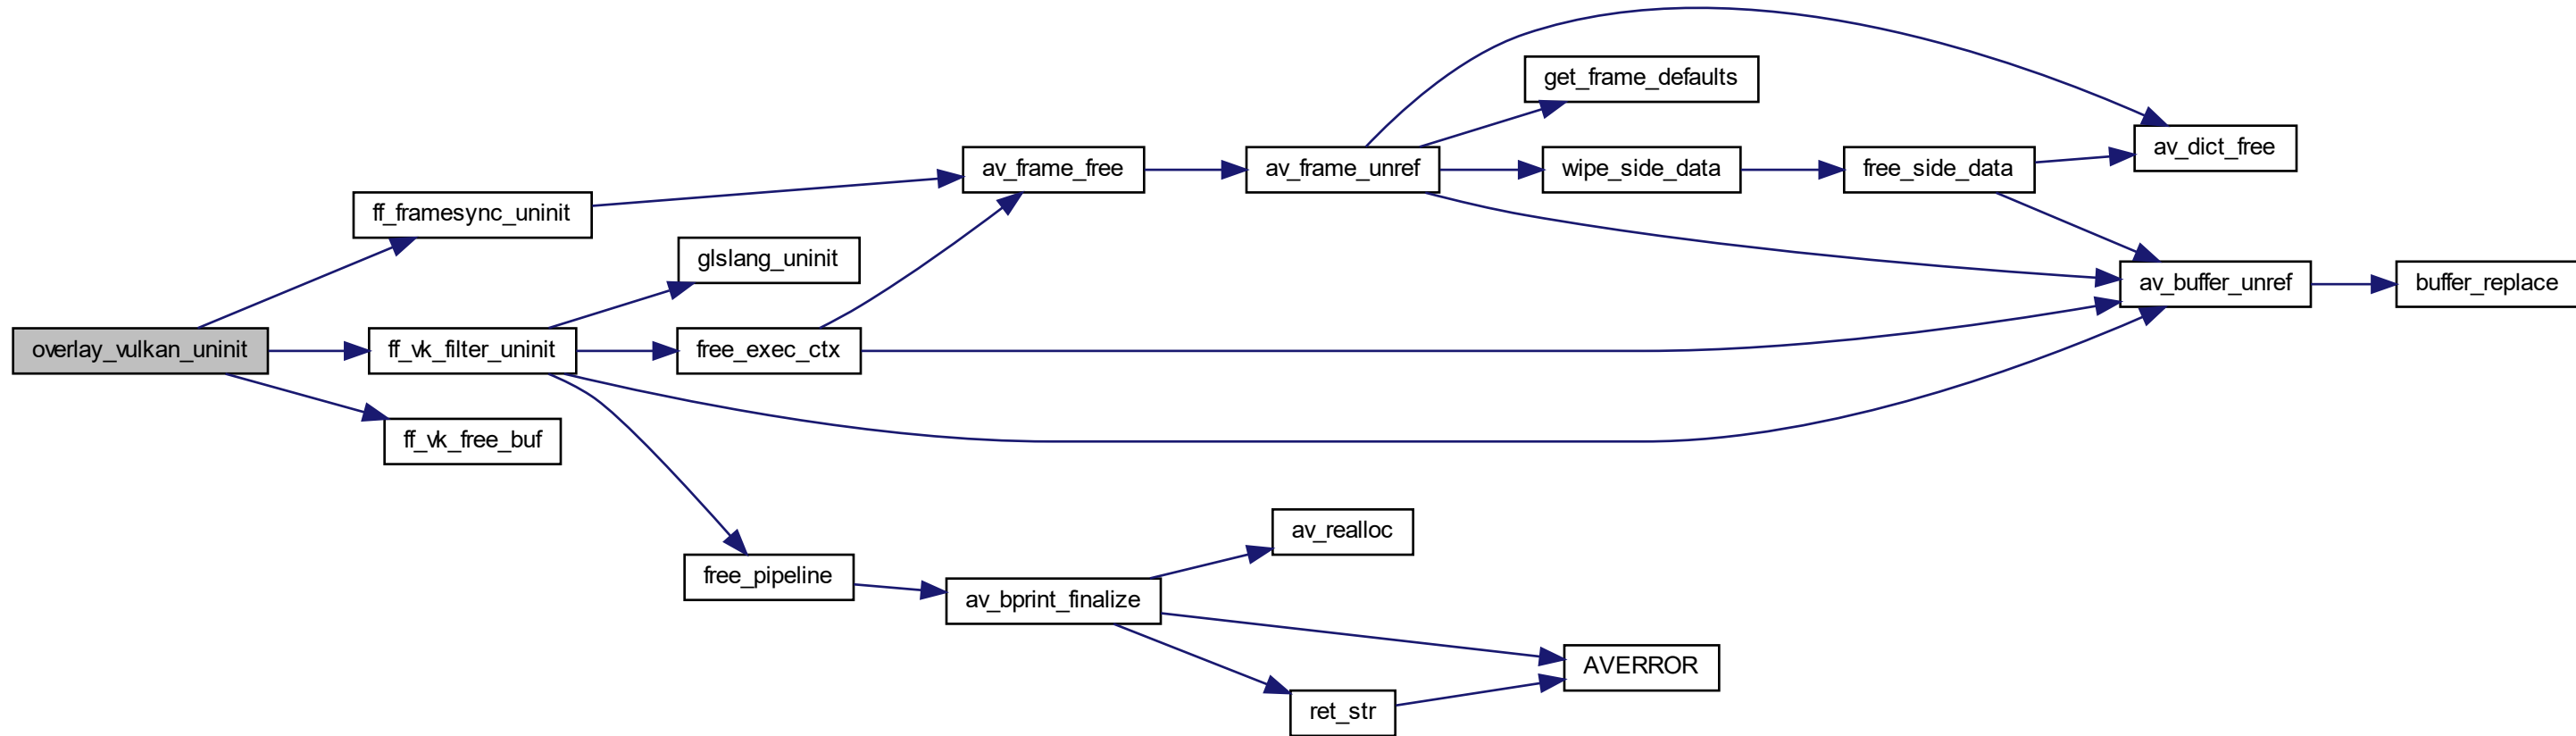 get_frame_defaults
av_dict_free
av_frame_free
av_frame_unref
wipe_side_data
free_side_data
ff_framesync_uninit
glslang_uninit
av_buffer_unref
buffer_replace
overlay_vulkan_uninit
ff_vk_filter_uninit
free_exec_ctx
ff_vk_free_buf
av_realloc
free_pipeline
av_bprint_finalize
AVERROR
ret_str